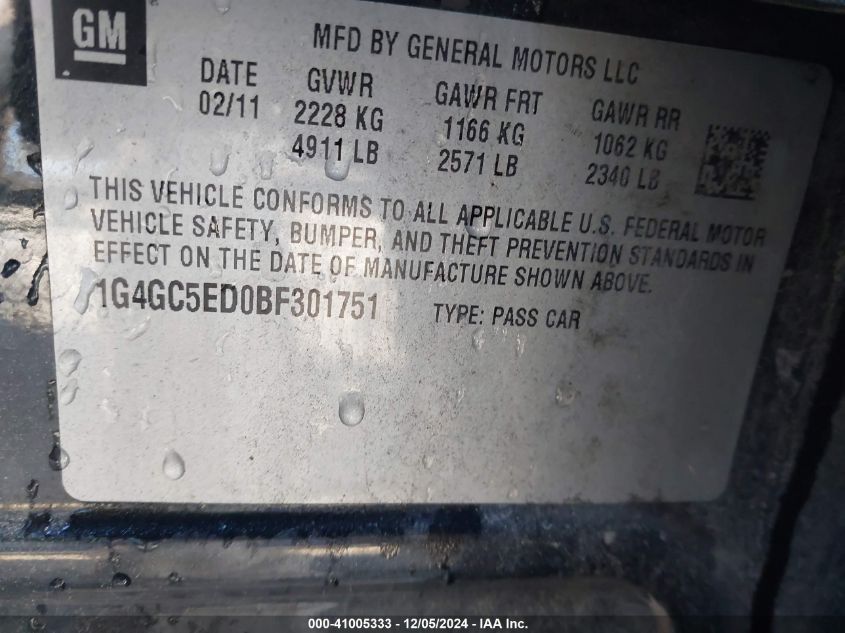 GM
MFD BY GENERAL MOTORS LLC
DATE GVWR GAWR FRT GAWR RR
02/11 2228 KG 1166 KG 1062 KG
4911 LB 2571 LB 2340 LB
THIS VEHICLE CONFORMS TO ALL APPLICABLE U.S. FEDERAL MOTOR
VEHICLE SAFETY, BUMPER, AND THEFT PREVENTION STANDARDS IN
EFFECT ON THE DATE OF MANUFACTURE SHOWN ABOVE.
1G4GC5ED0BF301751 TYPE: PASS CAR
000-41005333 - 12/05/2024 - IAA Inc.